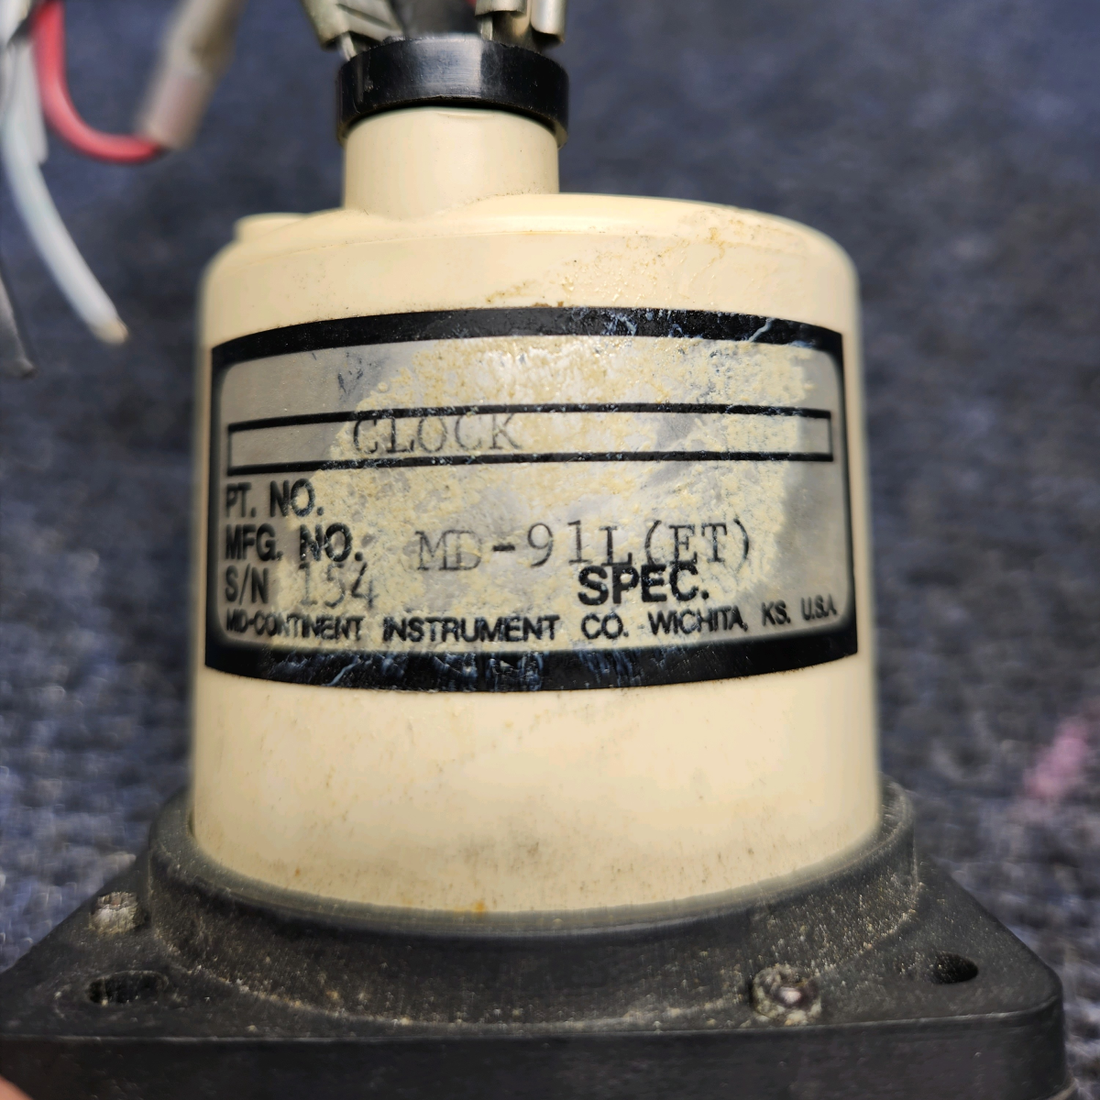 CLOCK
PT. NO.
MFG. NO. MD-91L(ET)
S/N 154 SPEC.
MID-CONTINENT INSTRUMENT CO. WICHITA, KS. U.S.A.